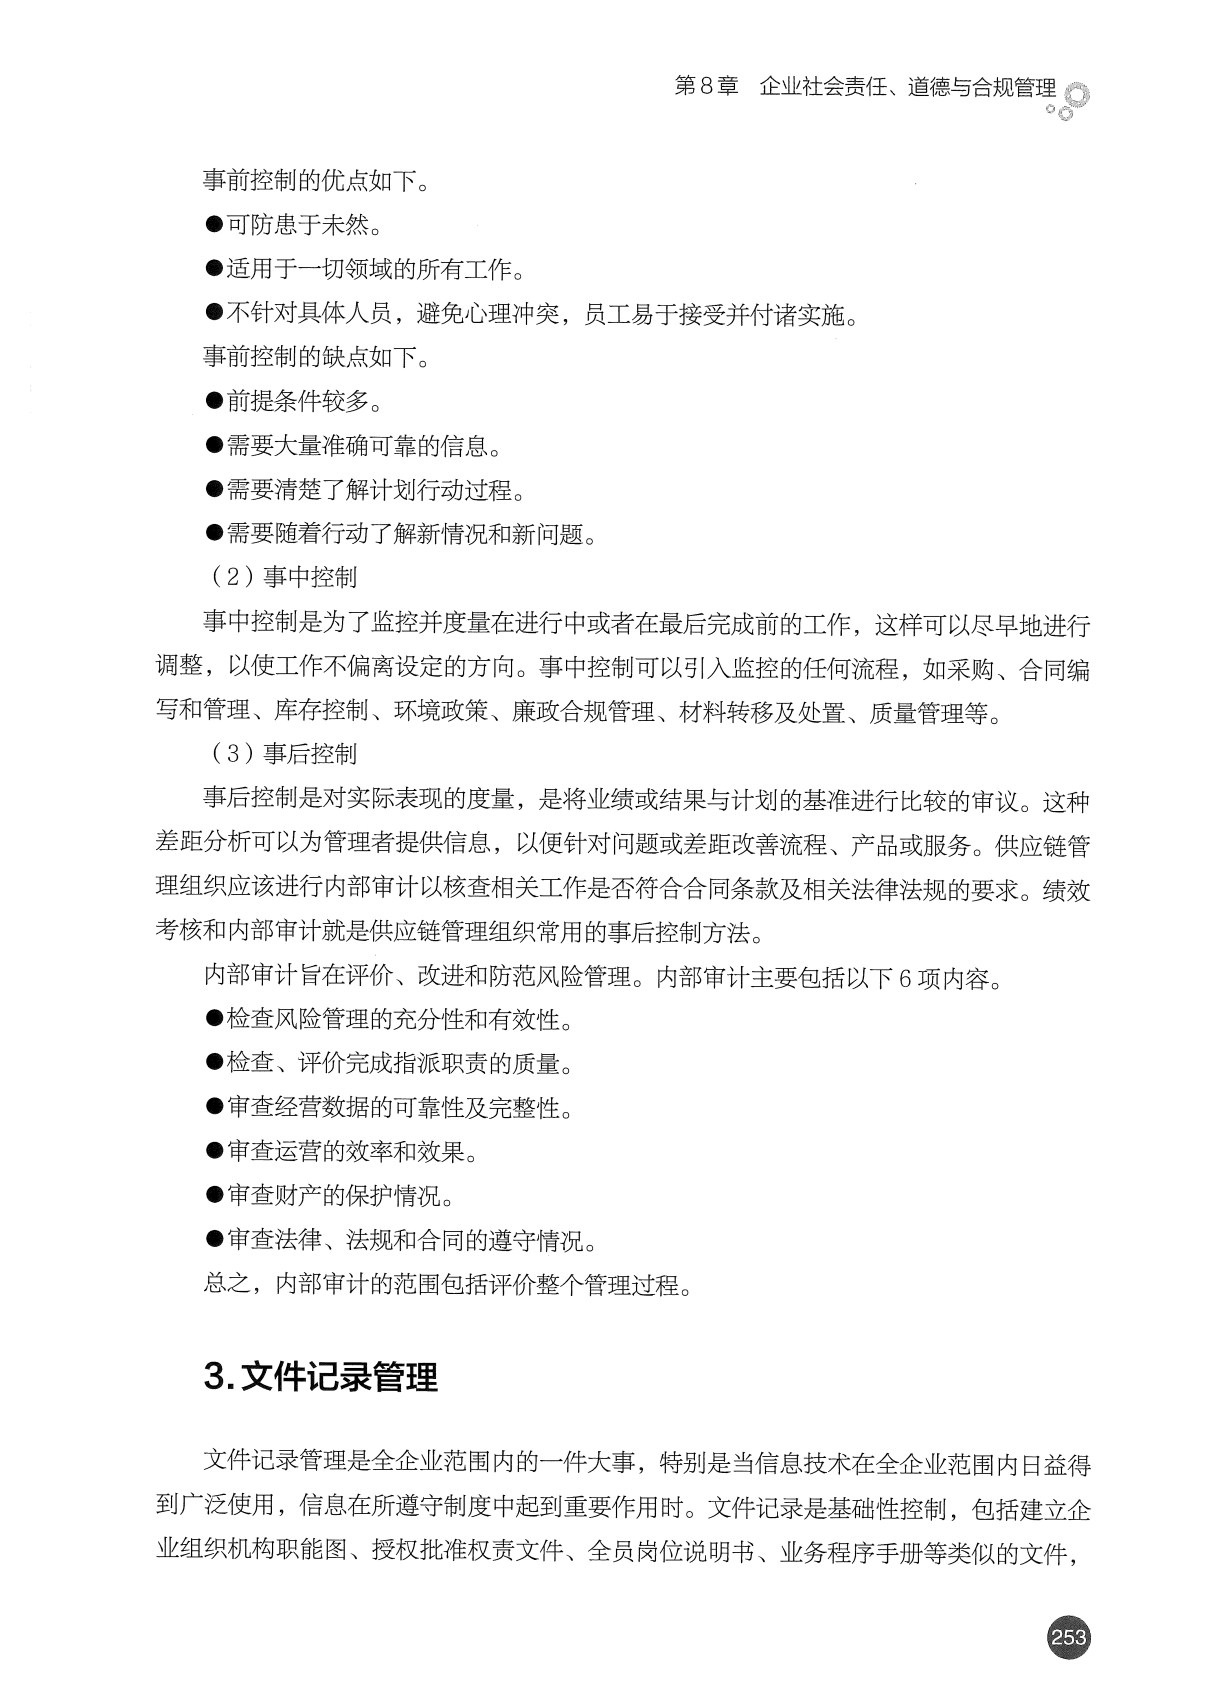 第8章 企业社会责任、道德与合规管理
事前控制的优点如下。
●可防患于未然。
●适用于一切领域的所有工作。
●不针对具体人员，避免心理冲突，员工易于接受并付诸实施。
事前控制的缺点如下。
●前提条件较多。
●需要大量准确可靠的信息。
●需要清楚了解计划行动过程。
●需要随着行动了解新情况和新问题。
（2）事中控制
事中控制是为了监控并度量在进行中或者在最后完成前的工作，这样可以尽早地进行
调整，以使工作不偏离设定的方向。事中控制可以引入监控的任何流程，如采购、合同编
写和管理、库存控制、环境政策、廉政合规管理、材料转移及处置、质量管理等。
（3）事后控制
事后控制是对实际表现的度量，是将业绩或结果与计划的基准进行比较的审议。这种
差距分析可以为管理者提供信息，以便针对问题或差距改善流程、产品或服务。供应链管
理组织应该进行内部审计以核查相关工作是否符合合同条款及相关法律法规的要求。绩效
考核和内部审计就是供应链管理组织常用的事后控制方法。
内部审计旨在评价、改进和防范风险管理。内部审计主要包括以下6项内容。
●检查风险管理的充分性和有效性。
●检查、评价完成指派职责的质量。
●审查经营数据的可靠性及完整性。
●审查运营的效率和效果。
●审查财产的保护情况。
●审查法律、法规和合同的遵守情况。
总之，内部审计的范围包括评价整个管理过程。
3.文件记录管理
文件记录管理是全企业范围内的一件大事，特别是当信息技术在全企业范围内日益得
到广泛使用，信息在所遵守制度中起到重要作用时。文件记录是基础性控制，包括建立企
业组织机构职能图、授权批准权责文件、全员岗位说明书、业务程序手册等类似的文件，
253